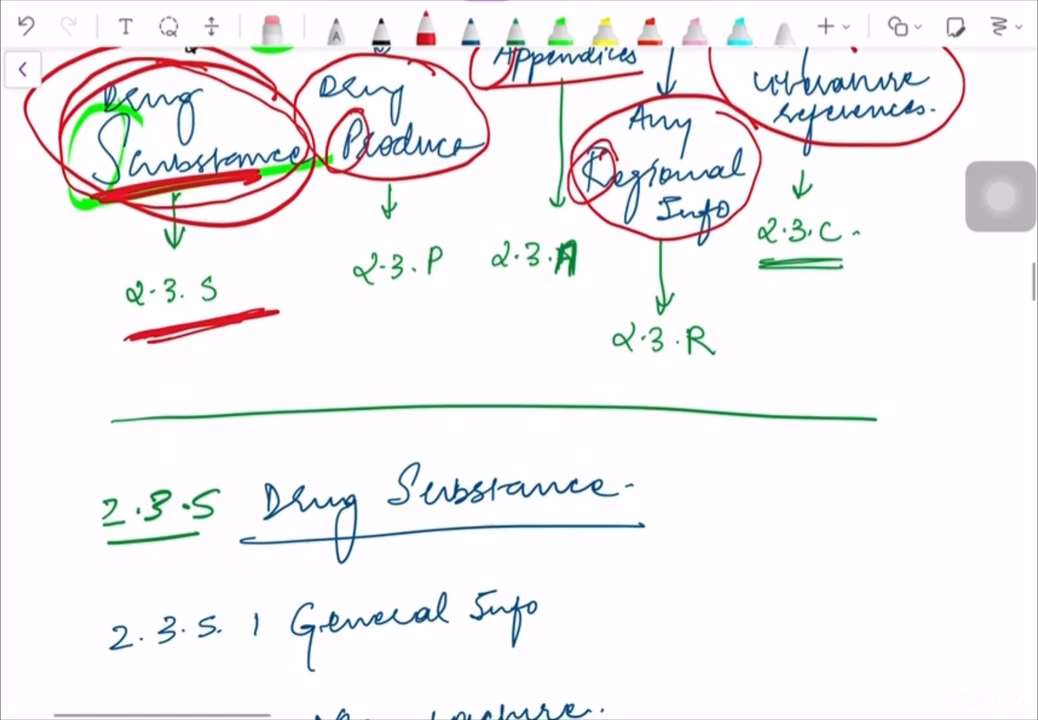 Appendices
Literature
references.
Drug
Substance
Drug
Produce
Any
Regional
Info
2.3.S
2.3.P
2.3.A
2.3.R
2.3.C.
2.3.S Drug Substance.
2.3.S.1 General Info